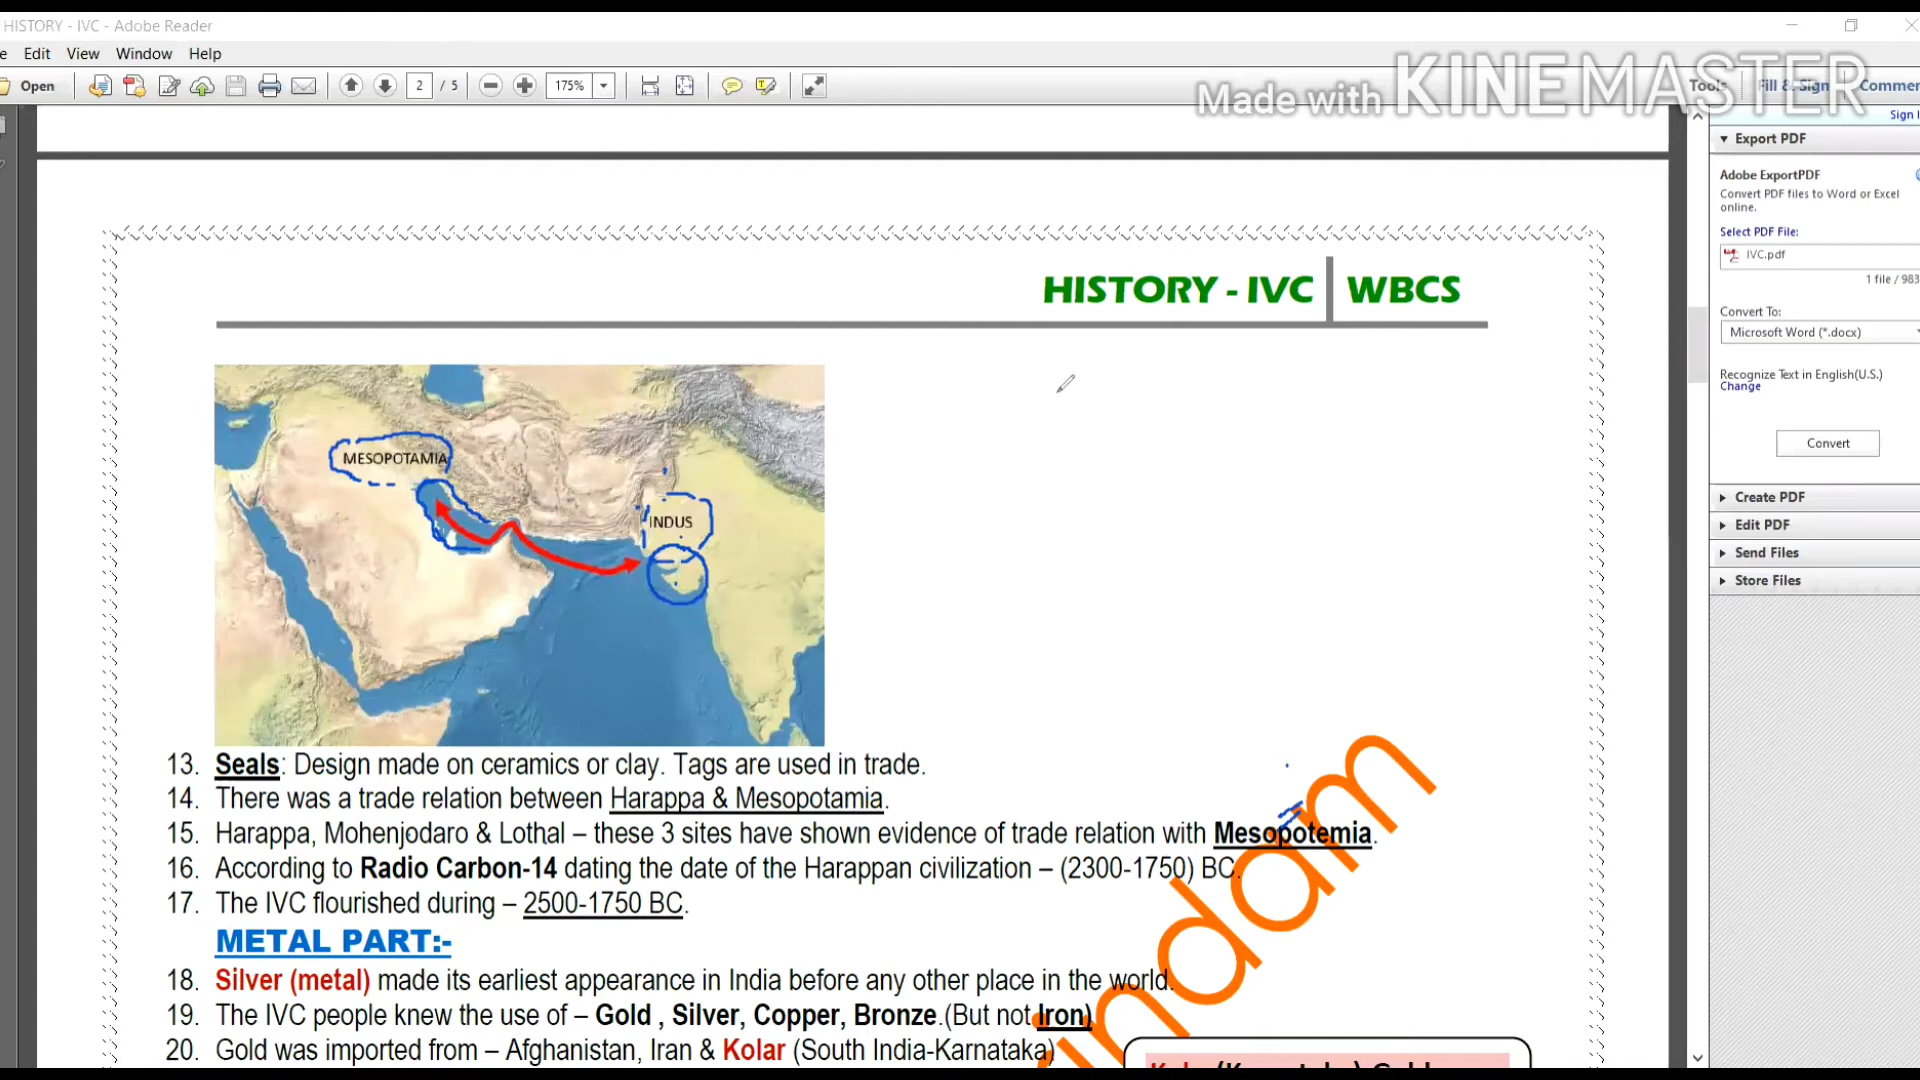 HISTORY - IVC - Adobe Reader
Edit View Window Help
Open 2 / 5 175% Tools Fill & Sign
Made with KINEMASTER
Sign
Export PDF
Adobe ExportPDF
Convert PDF files to Word or Excel
online.
Select PDF File:
IVC.pdf
1 file / 983
Convert To:
Microsoft Word (*.docx)
Recognize Text in English(U.S.)
Change
Convert
Create PDF
Edit PDF
Send Files
Store Files
HISTORY - IVC WBCS
MESOPOTAMIA
INDUS
13. Seals: Design made on ceramics or clay. Tags are used in trade.
14. There was a trade relation between Harappa & Mesopotamia.
15. Harappa, Mohenjodaro & Lothal – these 3 sites have shown evidence of trade relation with Mesopotemia.
16. According to Radio Carbon-14 dating the date of the Harappan civilization – (2300-1750) BC.
17. The IVC flourished during – 2500-1750 BC.
METAL PART:-
18. Silver (metal) made its earliest appearance in India before any other place in the world.
19. The IVC people knew the use of – Gold , Silver, Copper, Bronze.(But not Iron)
20. Gold was imported from – Afghanistan, Iran & Kolar (South India-Karnataka)
indam